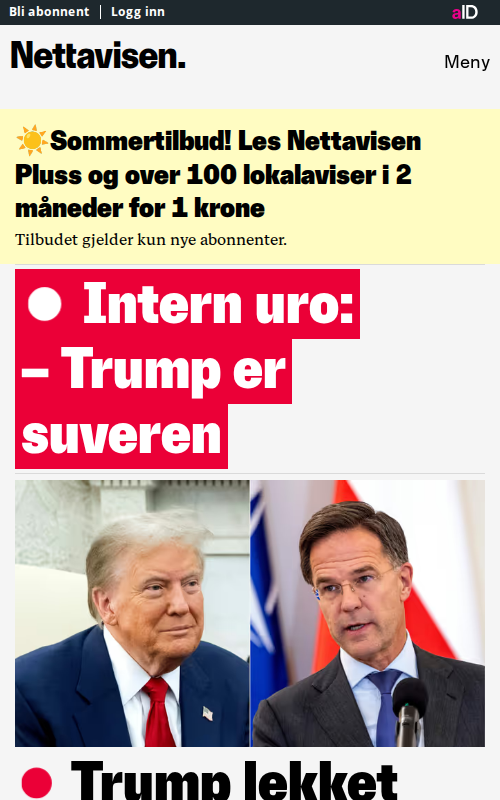 Bli abonnent | Logg inn
aID
Nettavisen.
Meny
☀️Sommertilbud! Les Nettavisen
Pluss og over 100 lokalaviser i 2
måneder for 1 krone
Tilbudet gjelder kun nye abonnenter.
Intern uro:
– Trump er
suveren
Trump lekket